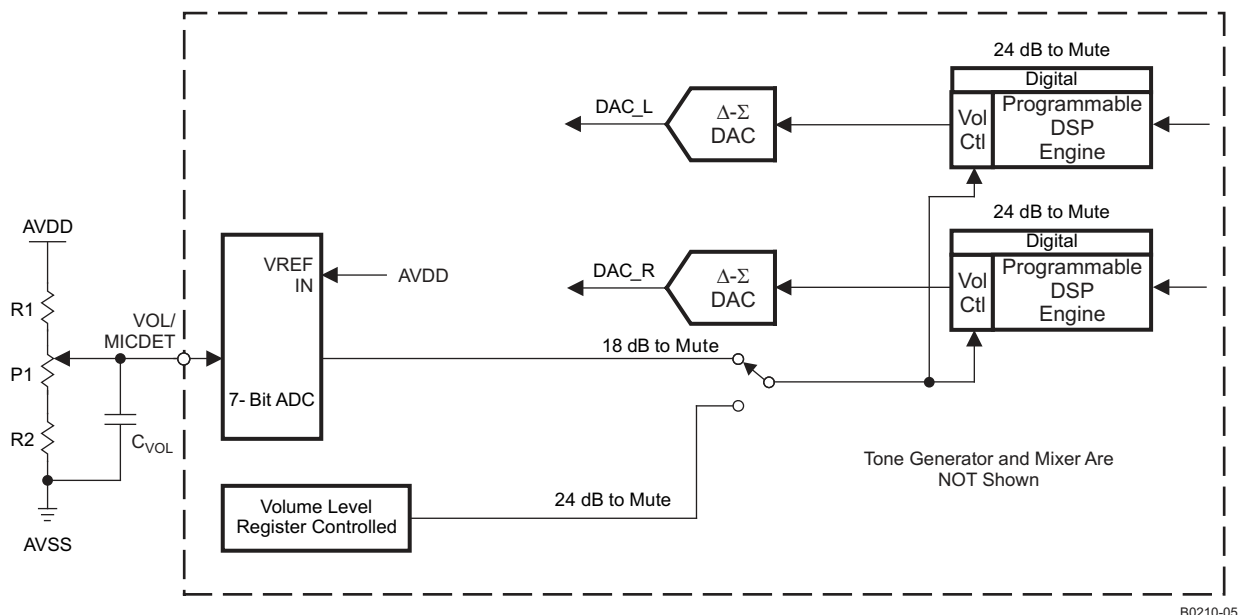 24 dB to Mute
Digital
Vol
Ctl
Programmable
DSP
Engine
DAC_L
Δ-Σ
DAC
24 dB to Mute
Digital
Vol
Ctl
Programmable
DSP
Engine
DAC_R
Δ-Σ
DAC
AVDD
R1
P1
R2
AVSS
VOL/
MICDET
CVOL
VREF
IN
7- Bit ADC
AVDD
18 dB to Mute
Volume Level
Register Controlled
24 dB to Mute
Tone Generator and Mixer Are
NOT Shown
B0210-05